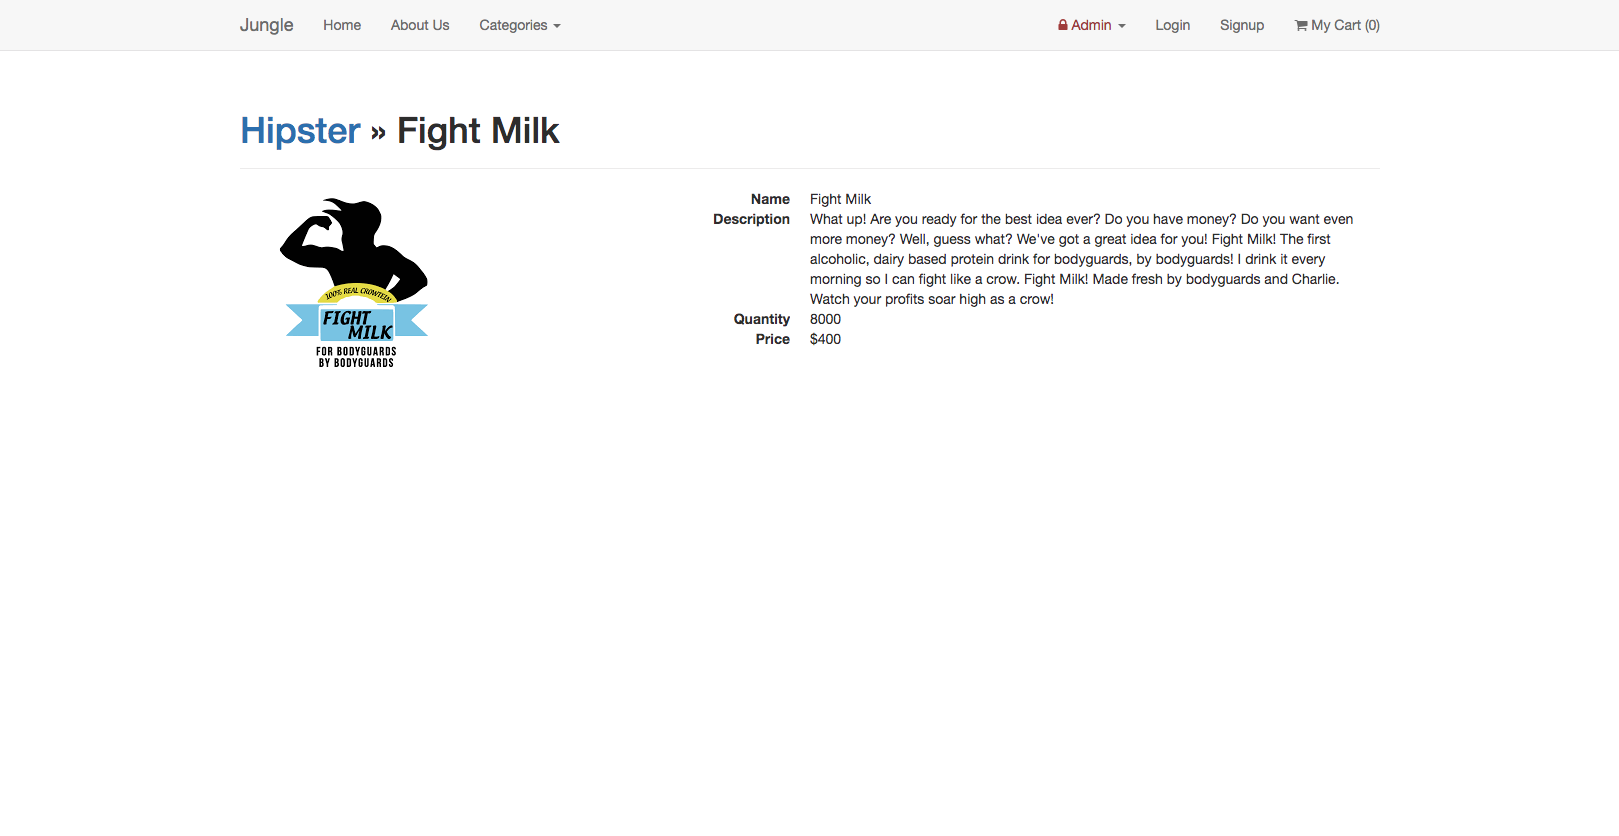 Jungle Home About Us Categories Admin Login Signup My Cart (0)
Hipster » Fight Milk
100% REAL CROWTEIN
FIGHT
MILK
FOR BODYGUARDS
BY BODYGUARDS
Name Fight Milk
Description What up! Are you ready for the best idea ever? Do you have money? Do you want even
more money? Well, guess what? We've got a great idea for you! Fight Milk! The first
alcoholic, dairy based protein drink for bodyguards, by bodyguards! I drink it every
morning so I can fight like a crow. Fight Milk! Made fresh by bodyguards and Charlie.
Watch your profits soar high as a crow!
Quantity 8000
Price $400